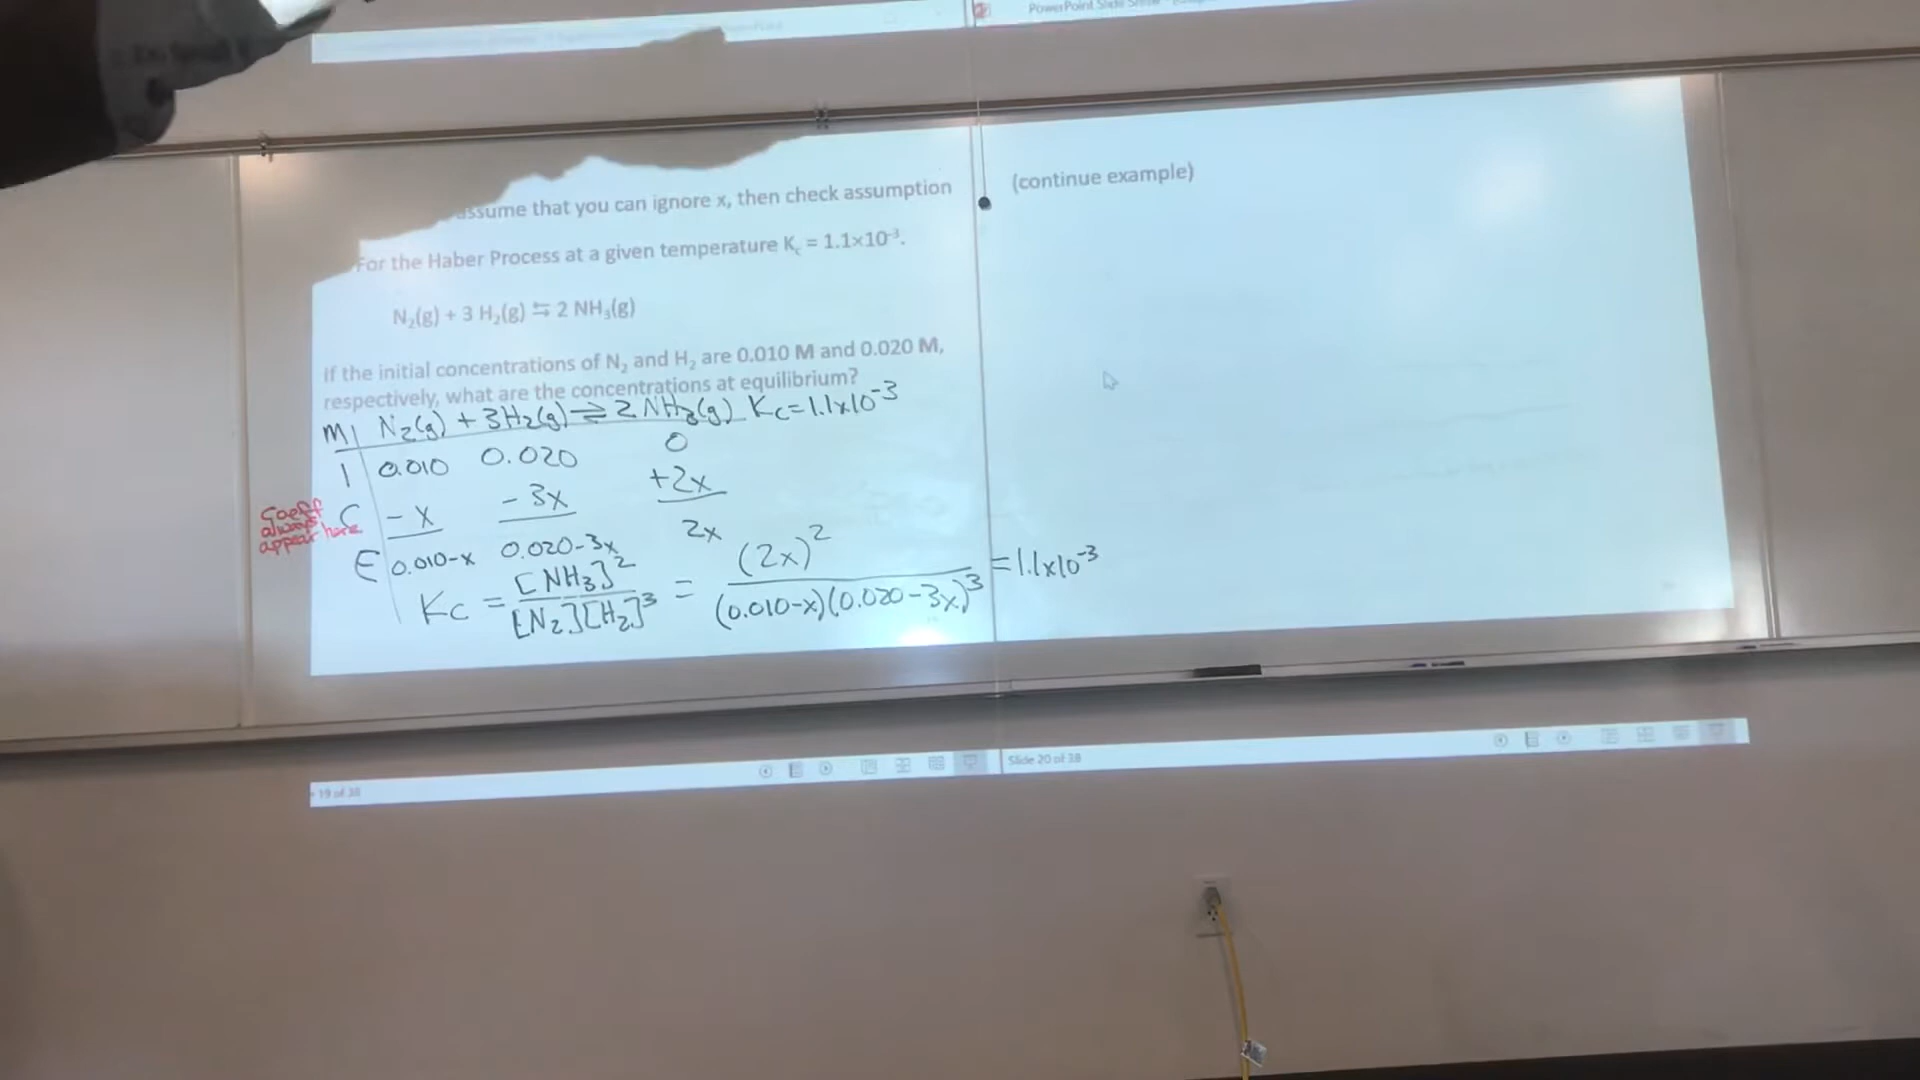 PowerPoint Slide
assume that you can ignore x, then check assumption
For the Haber Process at a given temperature Kc = 1.1×10⁻³.
N₂(g) + 3 H₂(g) ⇆ 2 NH₃(g)
If the initial concentrations of N₂ and H₂ are 0.010 M and 0.020 M,
respectively, what are the concentrations at equilibrium?
M | N₂(g) + 3H₂(g) ⇌ 2 NH₃(g) Kc = 1.1x10⁻³
I 0.010 0.020 0
C - x - 3x +2x
Coeff
always
appear here
E 0.010-x 0.020-3x 2x
Kc = [NH₃]² / [N₂][H₂]³ = (2x)² / (0.010-x)(0.020-3x)³ = 1.1x10⁻³
(continue example)
19 of 38
Slide 20 of 38